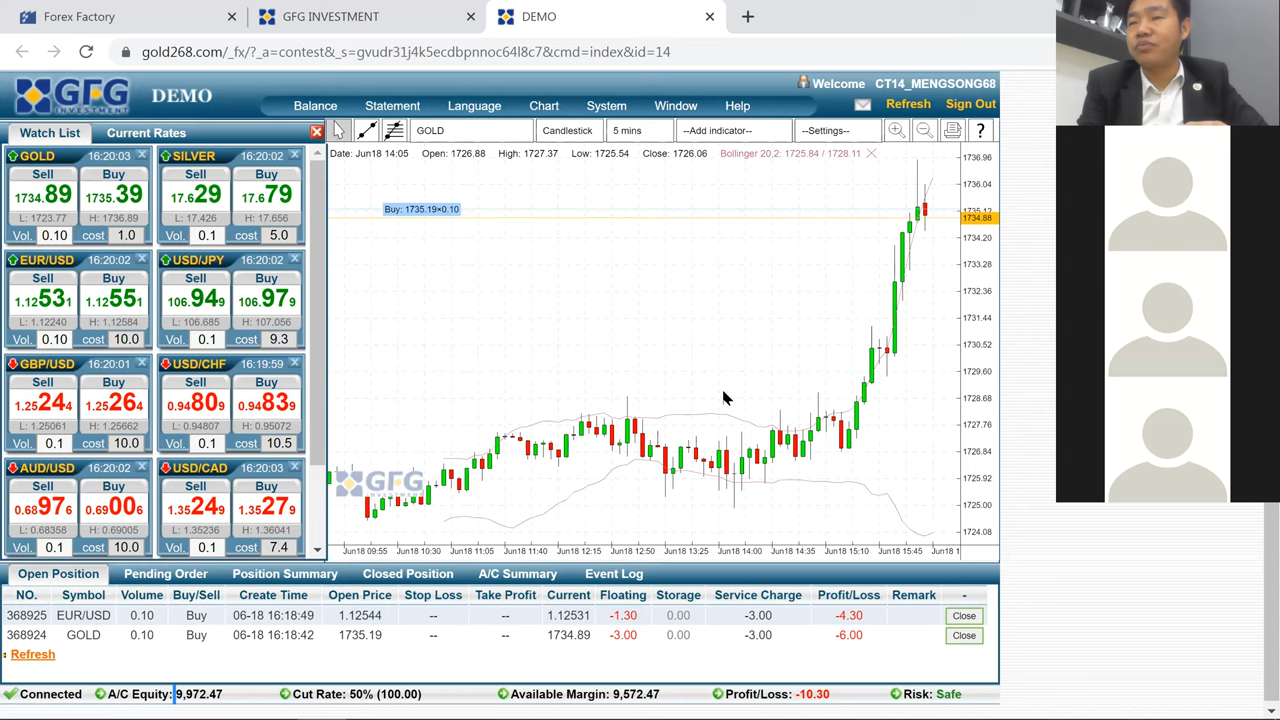 Forex Factory
GFG INVESTMENT
DEMO
gold268.com/_fx/?_a=contest&_s=gvudr31j4k5ecdbpnnoc64l8c7&cmd=index&id=14
GFG
INVESTMENT
DEMO
Welcome CT14_MENGSONG68
Balance Statement Language Chart System Window Help
Refresh Sign Out
Watch List Current Rates
GOLD Candlestick 5 mins --Add indicator-- --Settings-- ?
GOLD 16:20:03
Sell Buy
1734.89 1735.39
L: 1723.77 H: 1736.89
Vol. 0.10 cost 1.0
SILVER 16:20:02
Sell Buy
17.629 17.679
L: 17.426 H: 17.656
Vol. 0.1 cost 5.0
EUR/USD 16:20:02
Sell Buy
1.12531 1.12551
L: 1.12240 H: 1.12584
Vol. 0.10 cost 10.0
USD/JPY 16:20:02
Sell Buy
106.949 106.979
L: 106.685 H: 107.056
Vol. 0.1 cost 9.3
GBP/USD 16:20:01
Sell Buy
1.25244 1.25264
L: 1.25061
Vol. 0.1 cost 10.0
USD/CHF 16:19:59
Sell Buy
0.94809 0.94839
L: 0.94807 H: 0.95072
Vol. 0.1 cost 10.5
AUD/USD 16:20:02
Sell Buy
0.68976 0.69006
L: 0.68358 H: 0.69005
Vol. 0.1 cost 10.0
USD/CAD 16:20:03
Sell Buy
1.35249 1.35279
L: 1.35236 H: 1.36041
Vol. 0.1 cost 7.4
Date: Jun18 14:05 Open: 1726.88 High: 1727.37 Low: 1725.54 Close: 1726.06 Bollinger 20,2: 1725.84 / 1728.11
Buy: 1735.19×0.10
1736.96
1736.04
1735.12
1734.88
1734.20
1733.28
1732.36
1731.44
1730.52
1729.60
1728.68
1727.76
1726.84
1725.92
1725.00
1724.08
GFG
INVESTMENT
Jun18 09:55 Jun18 10:30 Jun18 11:05 Jun18 11:40 Jun18 12:15 Jun18 12:50 Jun18 13:25 Jun18 14:00 Jun18 14:35 Jun18 15:10 Jun18 15:45 Jun18 1
Open Position Pending Order Position Summary Closed Position A/C Summary Event Log
NO. Symbol Volume Buy/Sell Create Time Open Price Stop Loss Take Profit Current Floating Storage Service Charge Profit/Loss Remark -
368925 EUR/USD 0.10 Buy 06-18 16:18:49 1.12544 -- -- 1.12531 -1.30 0.00 -3.00 -4.30 Close
368924 GOLD 0.10 Buy 06-18 16:18:42 1735.19 -- -- 1734.89 -3.00 0.00 -3.00 -6.00 Close
Refresh
Connected A/C Equity: 9,972.47 Cut Rate: 50% (100.00) Available Margin: 9,572.47 Profit/Loss: -10.30 Risk: Safe